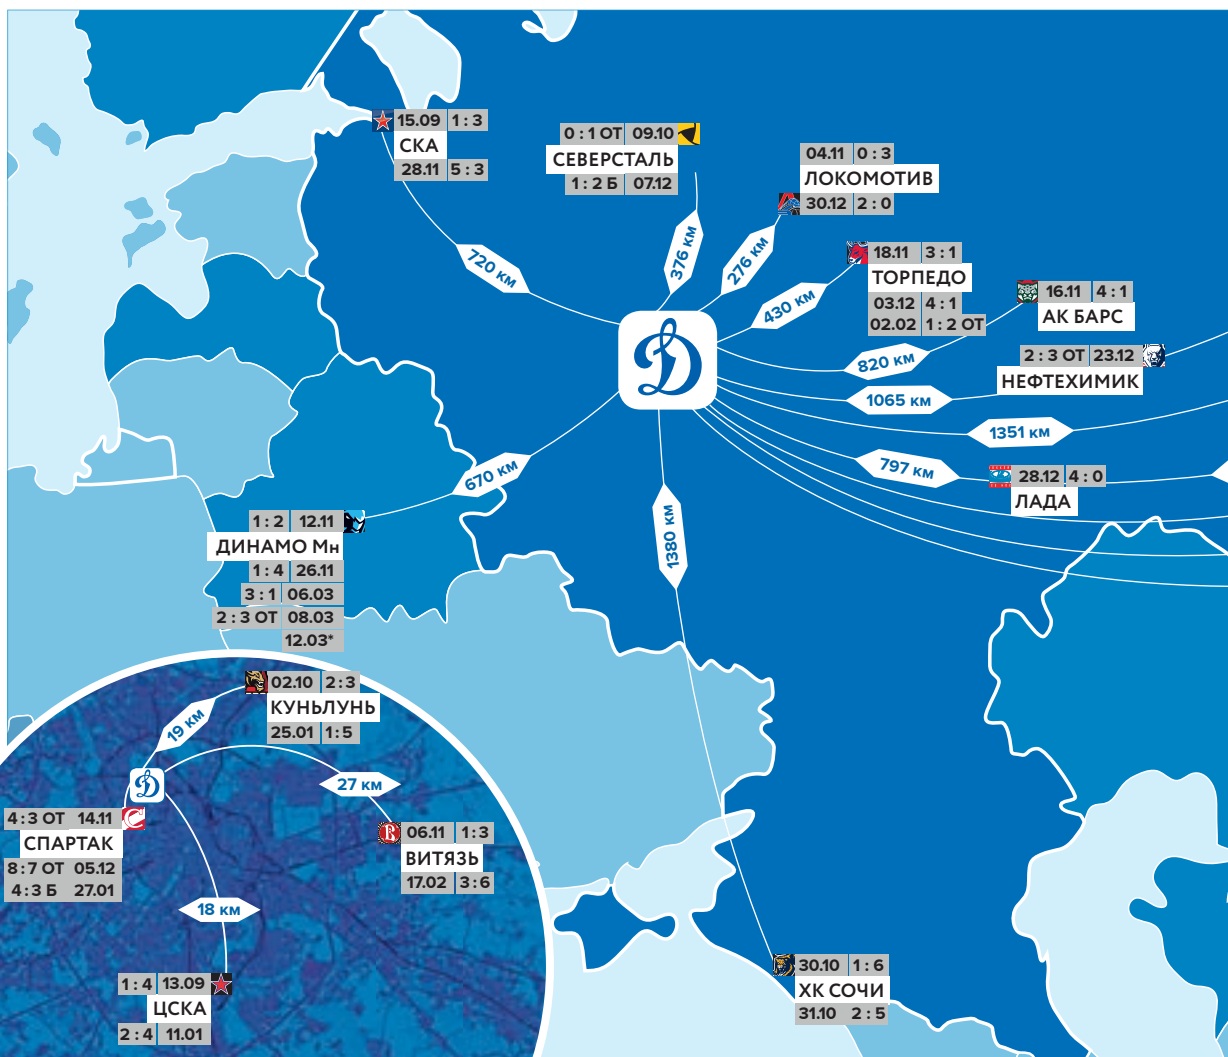 15.09 1 : 3
СКА
28.11 5 : 3
0 : 1 ОТ 09.10
СЕВЕРСТАЛЬ
1 : 2 Б 07.12
04.11 0 : 3
ЛОКОМОТИВ
30.12 2 : 0
18.11 3 : 1
ТОРПЕДО
03.12 4 : 1
02.02 1 : 2 ОТ
16.11 4 : 1
АК БАРС
2 : 3 ОТ 23.12
НЕФТЕХИМИК
720 км
376 км
276 км
430 км
820 км
1065 км
1351 км
797 км
28.12 4 : 0
ЛАДА
670 км
1380 км
Д
1 : 2 12.11
ДИНАМО Мн
1 : 4 26.11
3 : 1 06.03
2 : 3 ОТ 08.03
12.03*
02.10 2 : 3
КУНЬЛУНЬ
25.01 1 : 5
19 км
Д
27 км
4 : 3 ОТ 14.11
СПАРТАК
8 : 7 ОТ 05.12
4 : 3 Б 27.01
06.11 1 : 3
ВИТЯЗЬ
17.02 3 : 6
18 км
1 : 4 13.09
ЦСКА
2 : 4 11.01
30.10 1 : 6
ХК СОЧИ
31.10 2 : 5